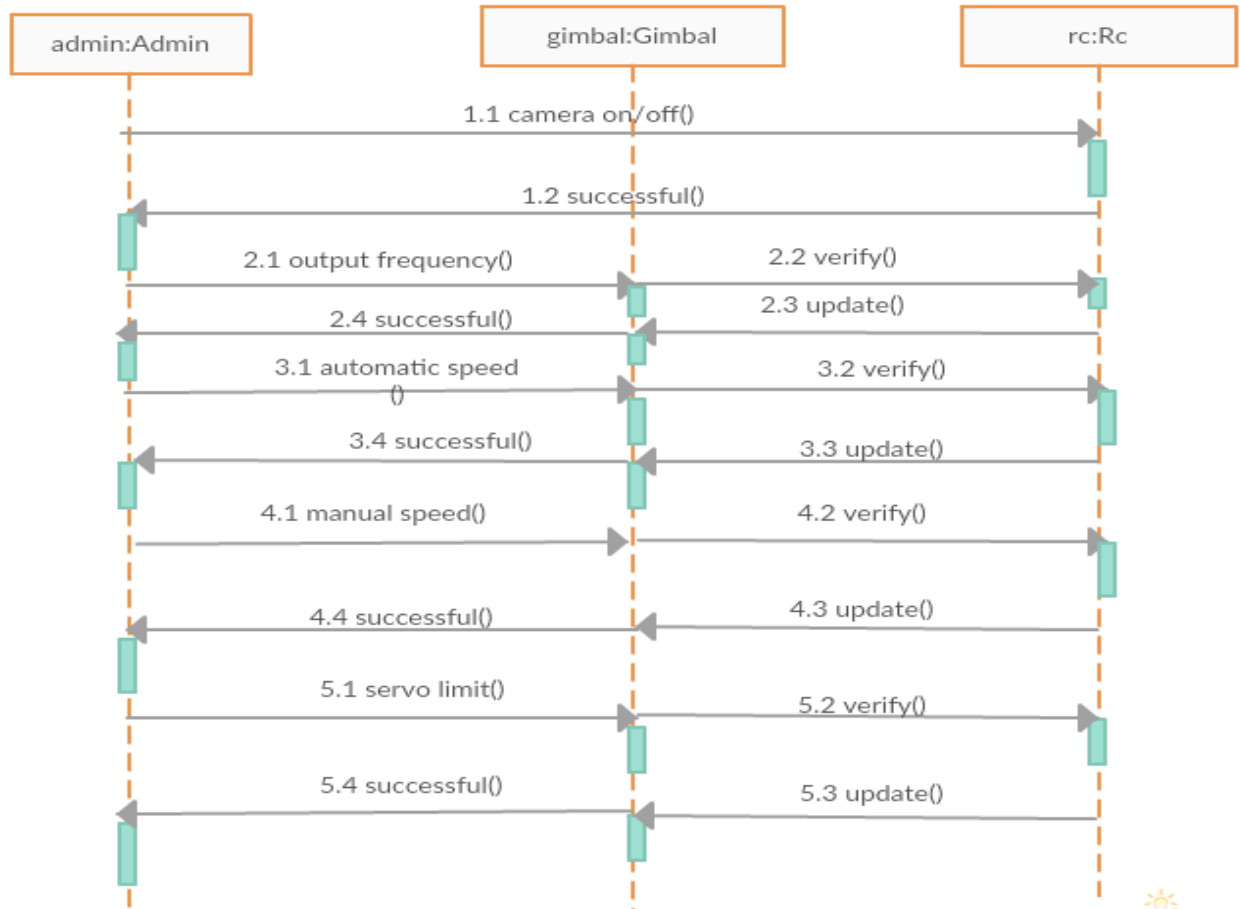 admin:Admin
gimbal:Gimbal
rc:Rc
1.1 camera on/off()
1.2 successful()
2.1 output frequency()
2.2 verify()
2.3 update()
2.4 successful()
3.1 automatic speed
()
3.2 verify()
3.4 successful()
3.3 update()
4.1 manual speed()
4.2 verify()
4.4 successful()
4.3 update()
5.1 servo limit()
5.2 verify()
5.4 successful()
5.3 update()